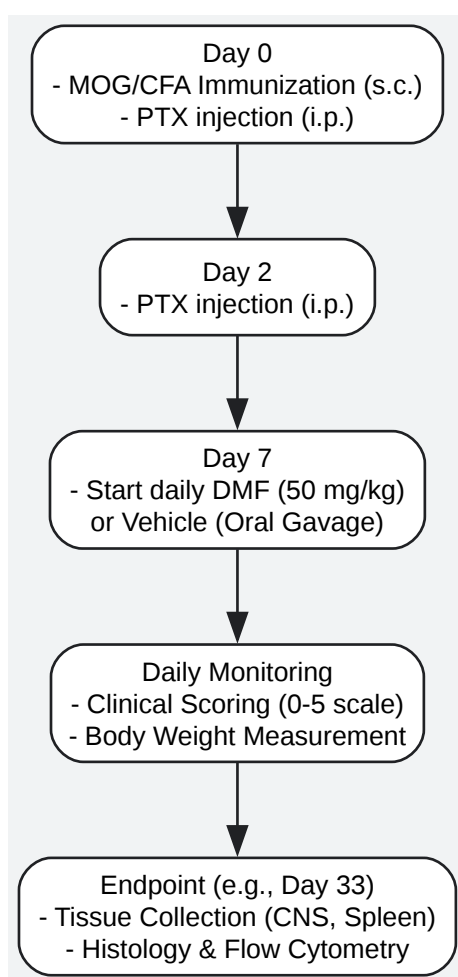 Day 0
- MOG/CFA Immunization (s.c.)
- PTX injection (i.p.)
Day 2
- PTX injection (i.p.)
Day 7
- Start daily DMF (50 mg/kg)
or Vehicle (Oral Gavage)
Daily Monitoring
- Clinical Scoring (0-5 scale)
- Body Weight Measurement
Endpoint (e.g., Day 33)
- Tissue Collection (CNS, Spleen)
- Histology & Flow Cytometry